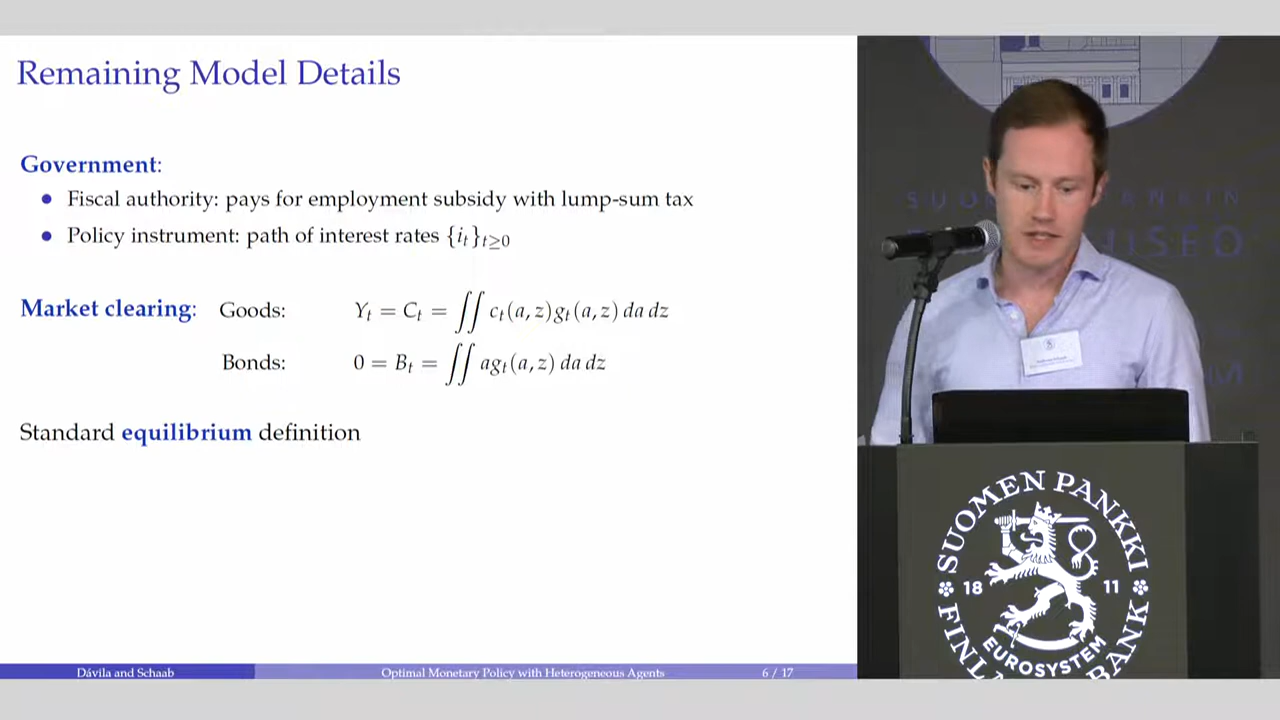 Remaining Model Details
Government:
• Fiscal authority: pays for employment subsidy with lump-sum tax
• Policy instrument: path of interest rates {i_t}_{t≥0}
Market clearing: Goods: Y_t = C_t = ∬ c_t(a, z)g_t(a, z) da dz
Bonds: 0 = B_t = ∬ ag_t(a, z) da dz
Standard equilibrium definition
Dávila and Schaab Optimal Monetary Policy with Heterogeneous Agents 6 / 17
SUOMEN PANKKI
18 11
EUROSYSTEM
BANK